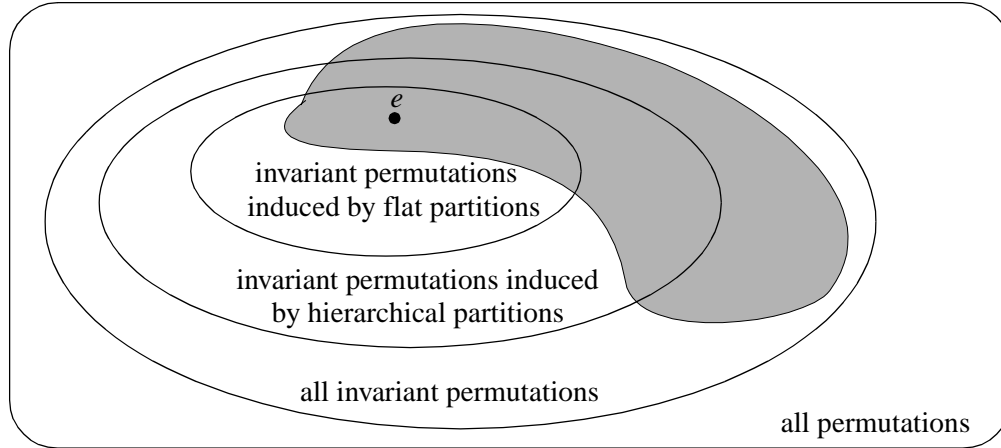 e
invariant permutations
induced by flat partitions
invariant permutations induced
by hierarchical partitions
all invariant permutations
all permutations